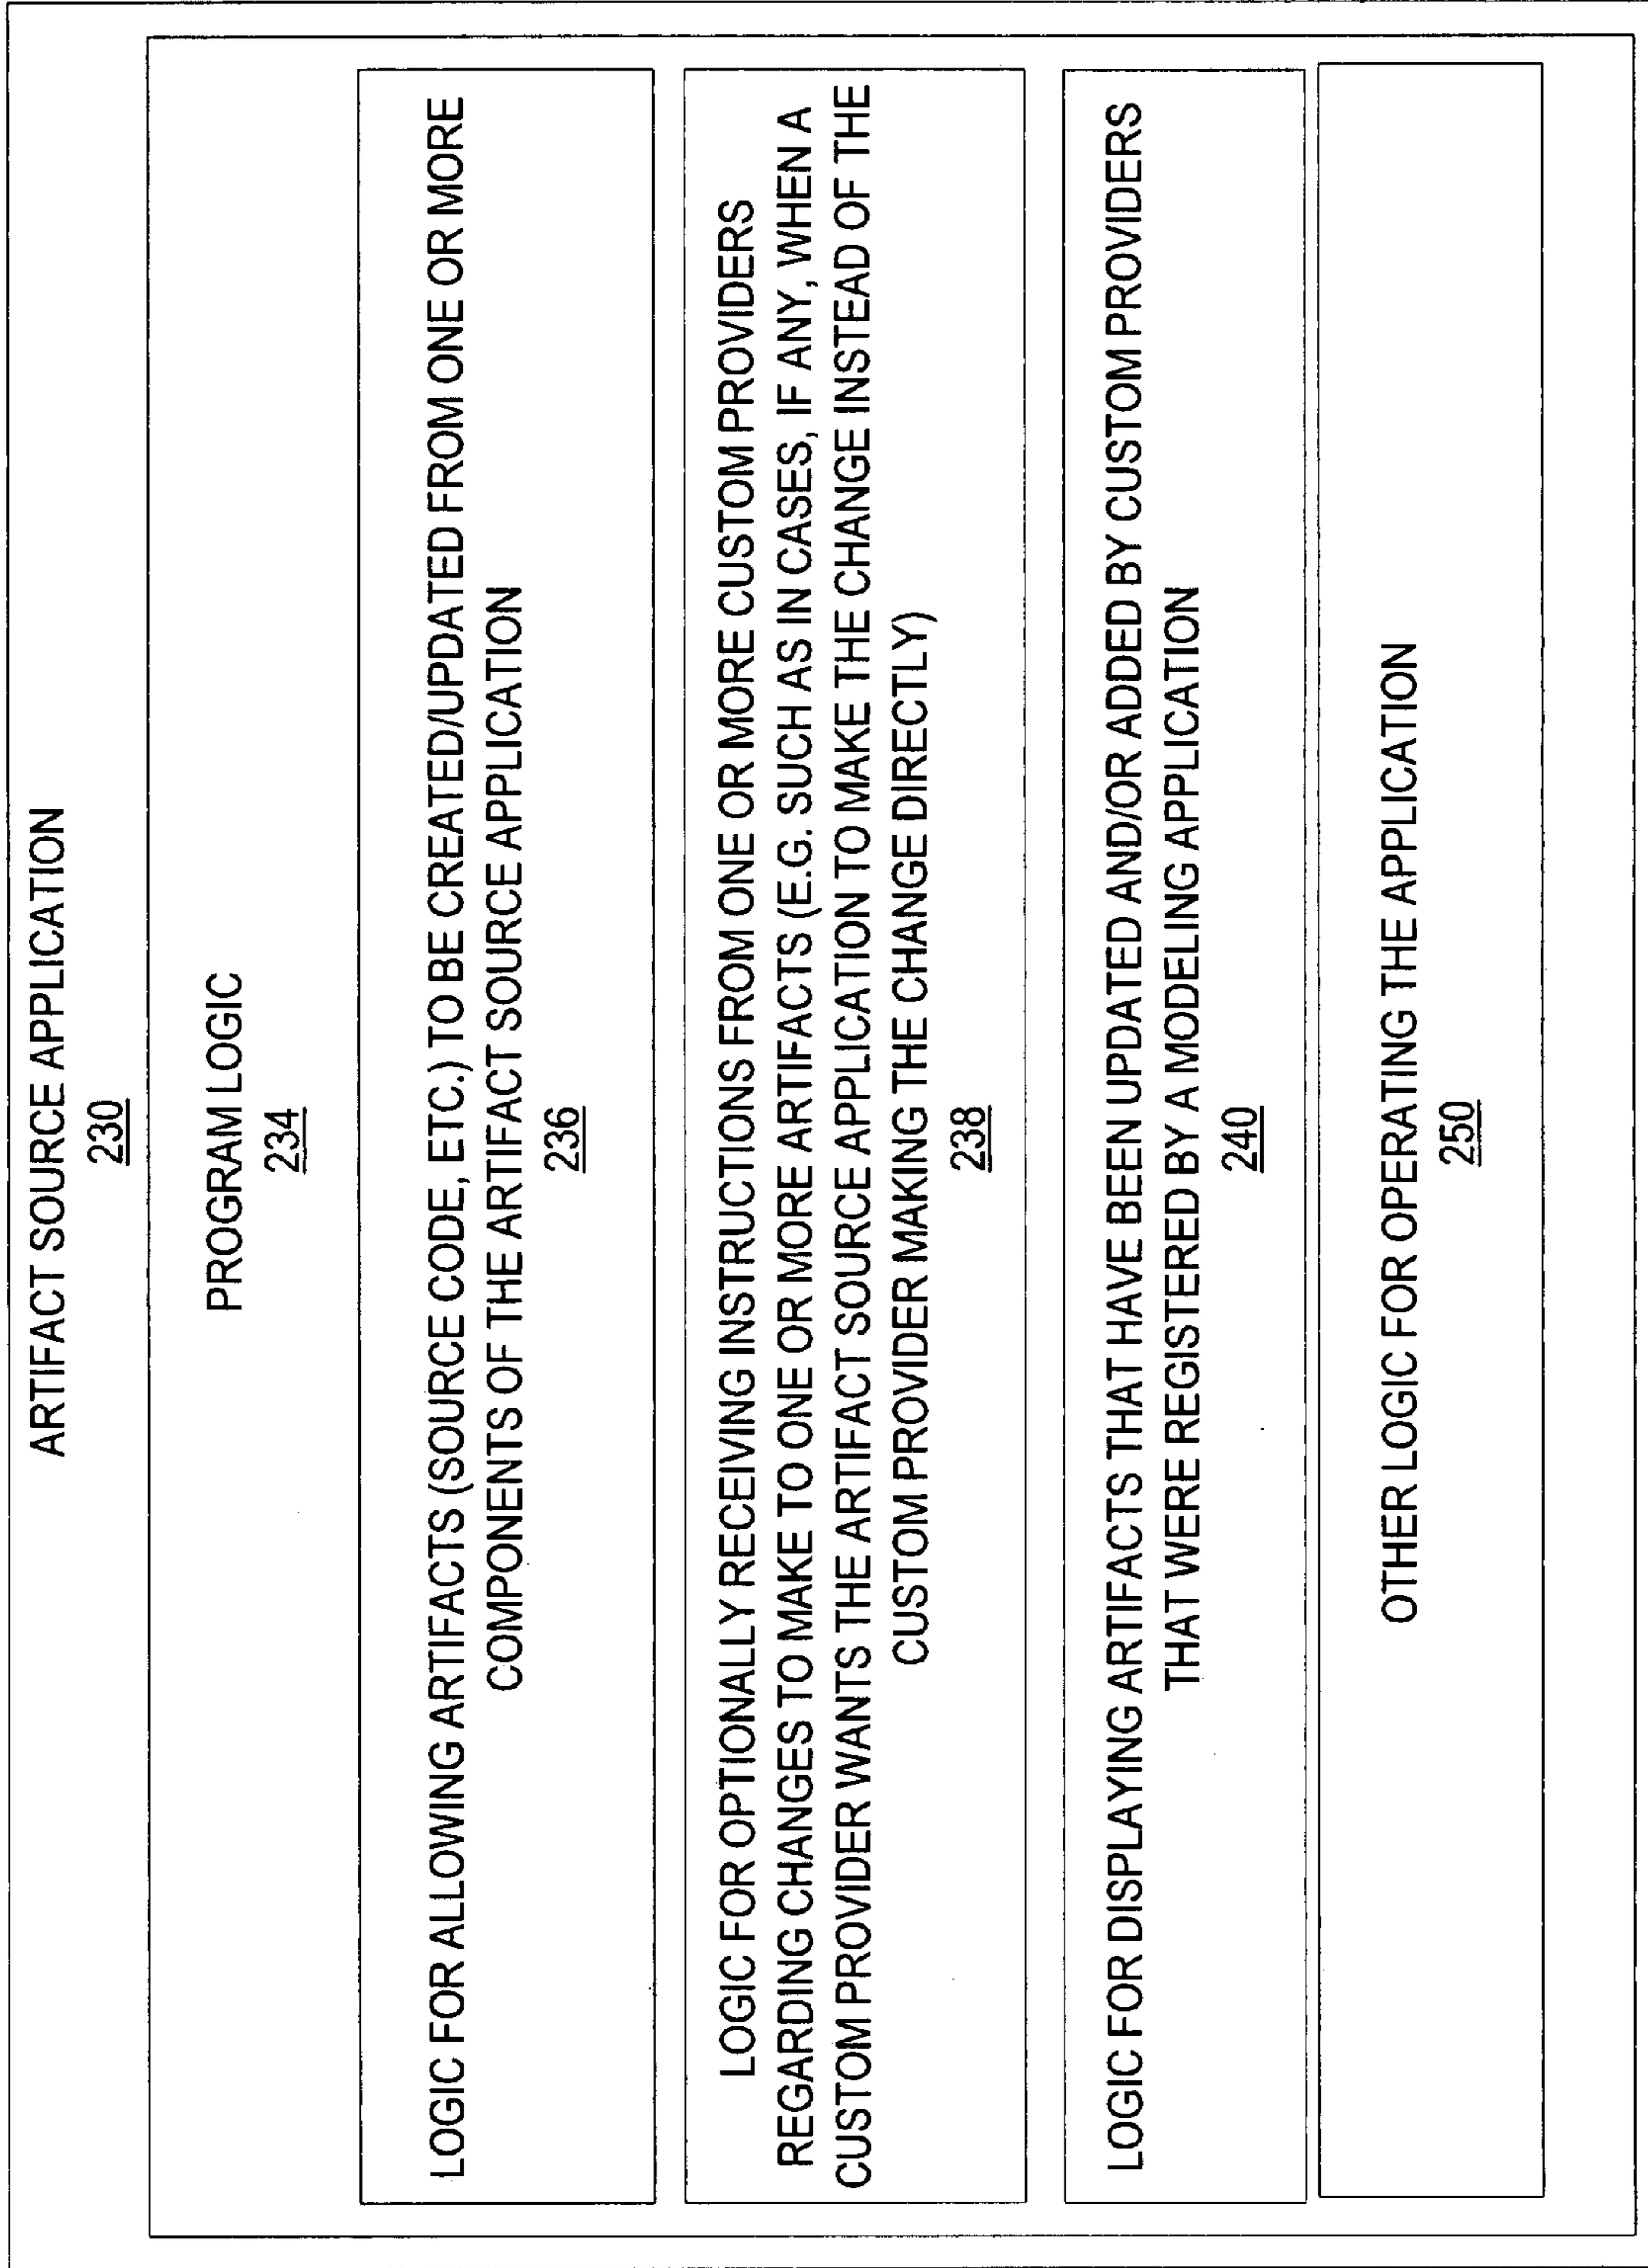 ARTIFACT SOURCE APPLICATION
230
PROGRAM LOGIC
234
LOGIC FOR ALLOWING ARTIFACTS (SOURCE CODE, ETC.) TO BE CREATED/UPDATED FROM ONE OR MORE
COMPONENTS OF THE ARTIFACT SOURCE APPLICATION
236
LOGIC FOR OPTIONALLY RECEIVING INSTRUCTIONS FROM ONE OR MORE CUSTOM PROVIDERS
REGARDING CHANGES TO MAKE TO ONE OR MORE ARTIFACTS (E.G. SUCH AS IN CASES, IF ANY, WHEN A
CUSTOM PROVIDER WANTS THE ARTIFACT SOURCE APPLICATION TO MAKE THE CHANGE INSTEAD OF THE
CUSTOM PROVIDER MAKING THE CHANGE DIRECTLY)
238
LOGIC FOR DISPLAYING ARTIFACTS THAT HAVE BEEN UPDATED AND/OR ADDED BY CUSTOM PROVIDERS
THAT WERE REGISTERED BY A MODELING APPLICATION
240
OTHER LOGIC FOR OPERATING THE APPLICATION
250